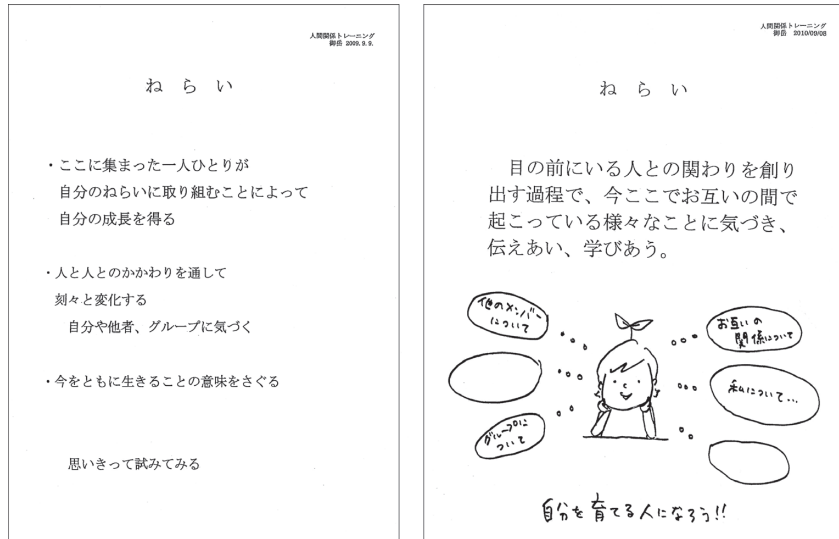 人間関係トレーニング
御岳 2009.9.9.
ねらい
・ここに集まった一人ひとりが
自分のねらいに取り組むことによって
自分の成長を得る
・人と人とのかかわりを通して
刻々と変化する
自分や他者、グループに気づく
・今をともに生きることの意味をさぐる
思いきって試みてみる
人間関係トレーニング
御岳 2010/09/08
ねらい
目の前にいる人との関わりを創り
出す過程で、今ここでお互いの間で
起こっている様々なことに気づき、
伝えあい、学びあう。
他のメンバー
について
お互いの
関係について
私について…
グループに
ついて
自分を育てる人になろう!!